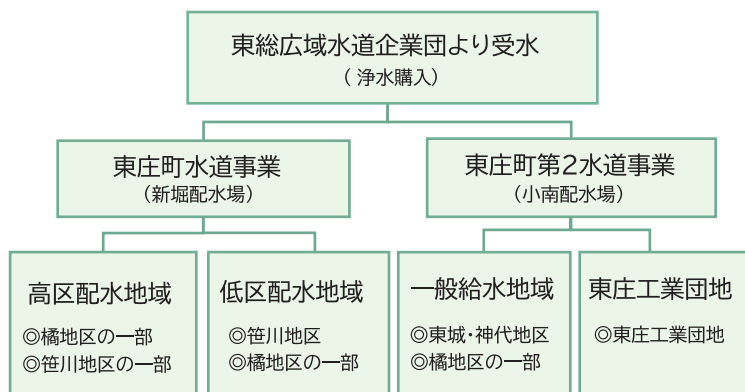 東総広域水道企業団より受水
(浄水購入)
東庄町水道事業
(新堀配水場)
東庄町第2水道事業
(小南配水場)
高区配水地域
◎橘地区の一部
◎笹川地区の一部
低区配水地域
◎笹川地区
◎橘地区の一部
一般給水地域
◎東城・神代地区
◎橘地区の一部
東庄工業団地
◎東庄工業団地